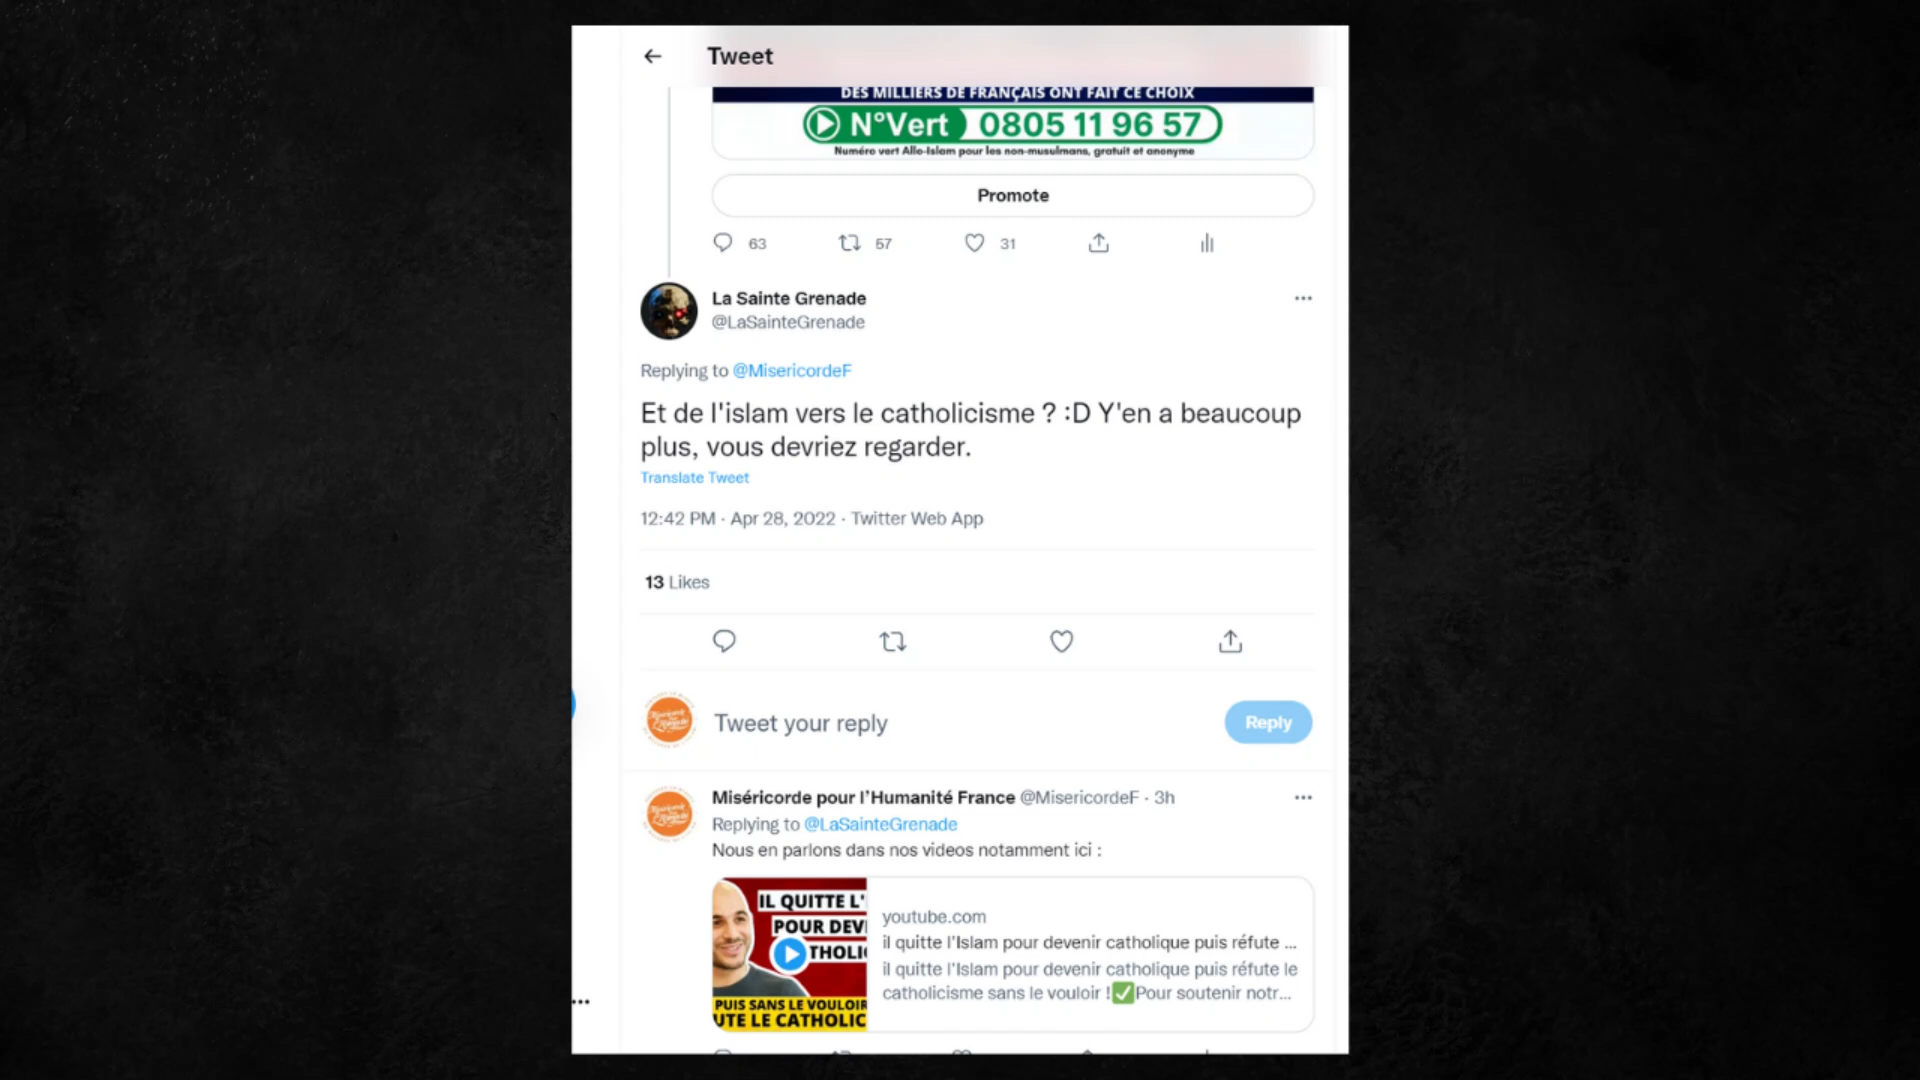 Tweet
DES MILLIERS DE FRANÇAIS ONT FAIT CE CHOIX
N°Vert 0805 11 96 57
Numéro vert Allo-Islam pour les non-musulmans, gratuit et anonyme
Promote
63 57 31
La Sainte Grenade
@LaSainteGrenade
Replying to @MisericordeF
Et de l'islam vers le catholicisme ? :D Y'en a beaucoup
plus, vous devriez regarder.
Translate Tweet
12:42 PM · Apr 28, 2022 · Twitter Web App
13 Likes
Tweet your reply
Reply
Miséricorde pour l'Humanité France @MisericordeF · 3h
Replying to @LaSainteGrenade
Nous en parlons dans nos videos notamment ici :
IL QUITTE L'
POUR DEV
THOLI
PUIS SANS LE VOULOIR
UTE LE CATHOLIC
youtube.com
il quitte l'Islam pour devenir catholique puis réfute ...
il quitte l'Islam pour devenir catholique puis réfute le
catholicisme sans le vouloir !✅Pour soutenir notr...